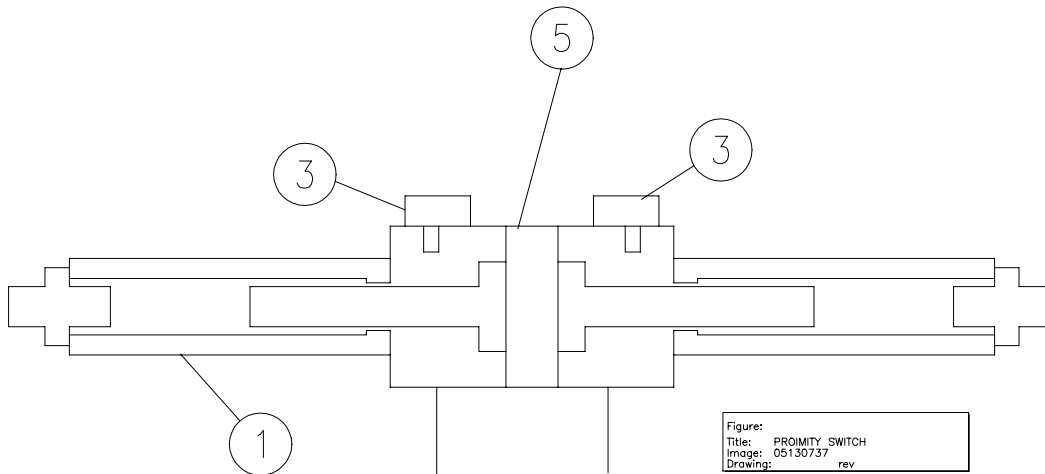 5
3
3
1
Figure:
Title: PROIMITY SWITCH
Image: 05130737
Drawing: rev